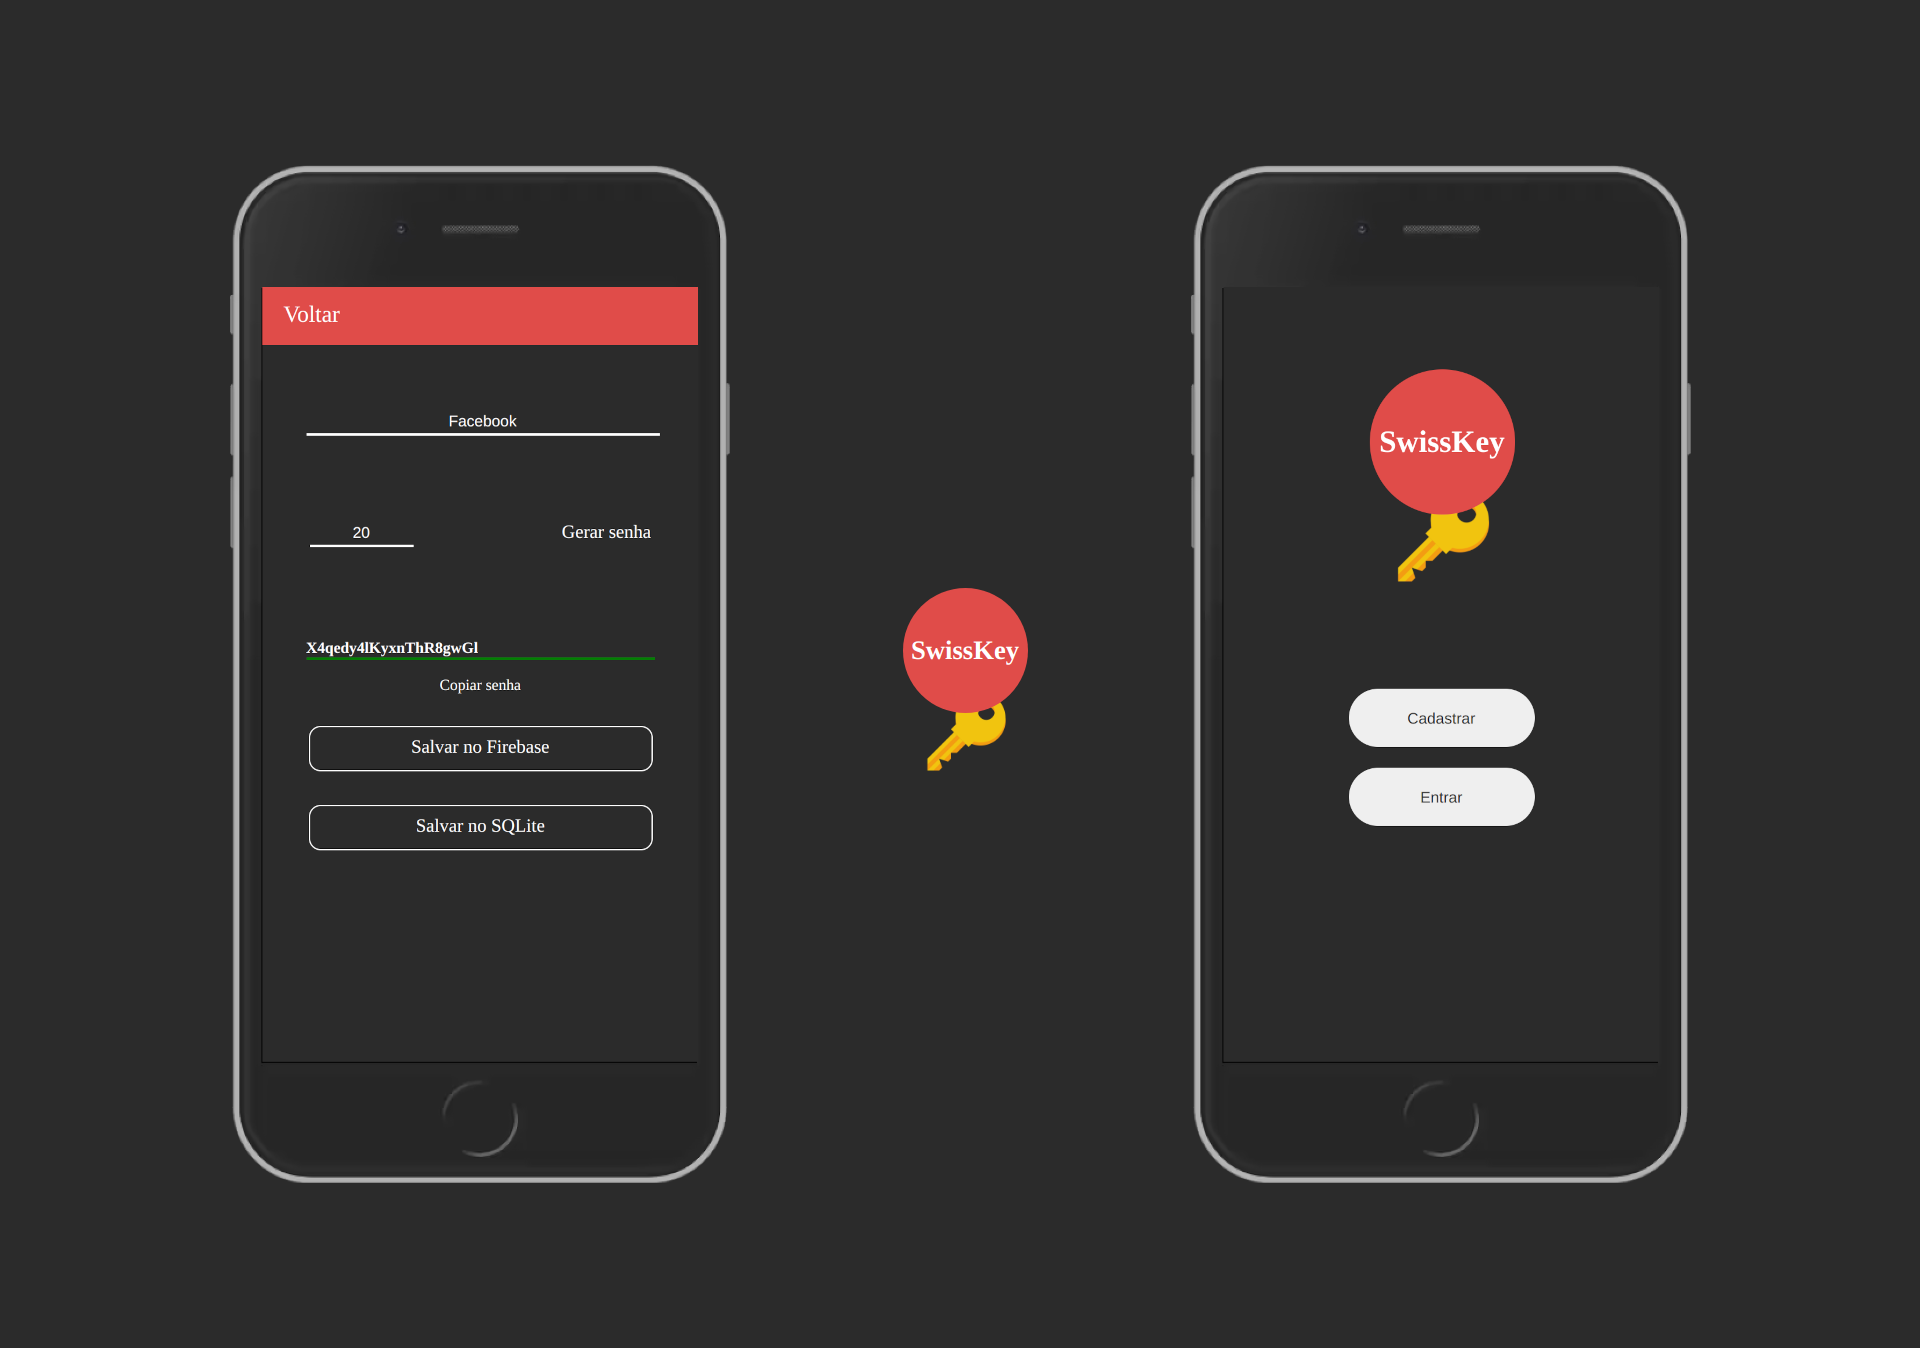 Voltar
Facebook
20
Gerar senha
X4qedy4lKyxnThR8gwGl
Copiar senha
Salvar no Firebase
Salvar no SQLite
SwissKey
SwissKey
Cadastrar
Entrar